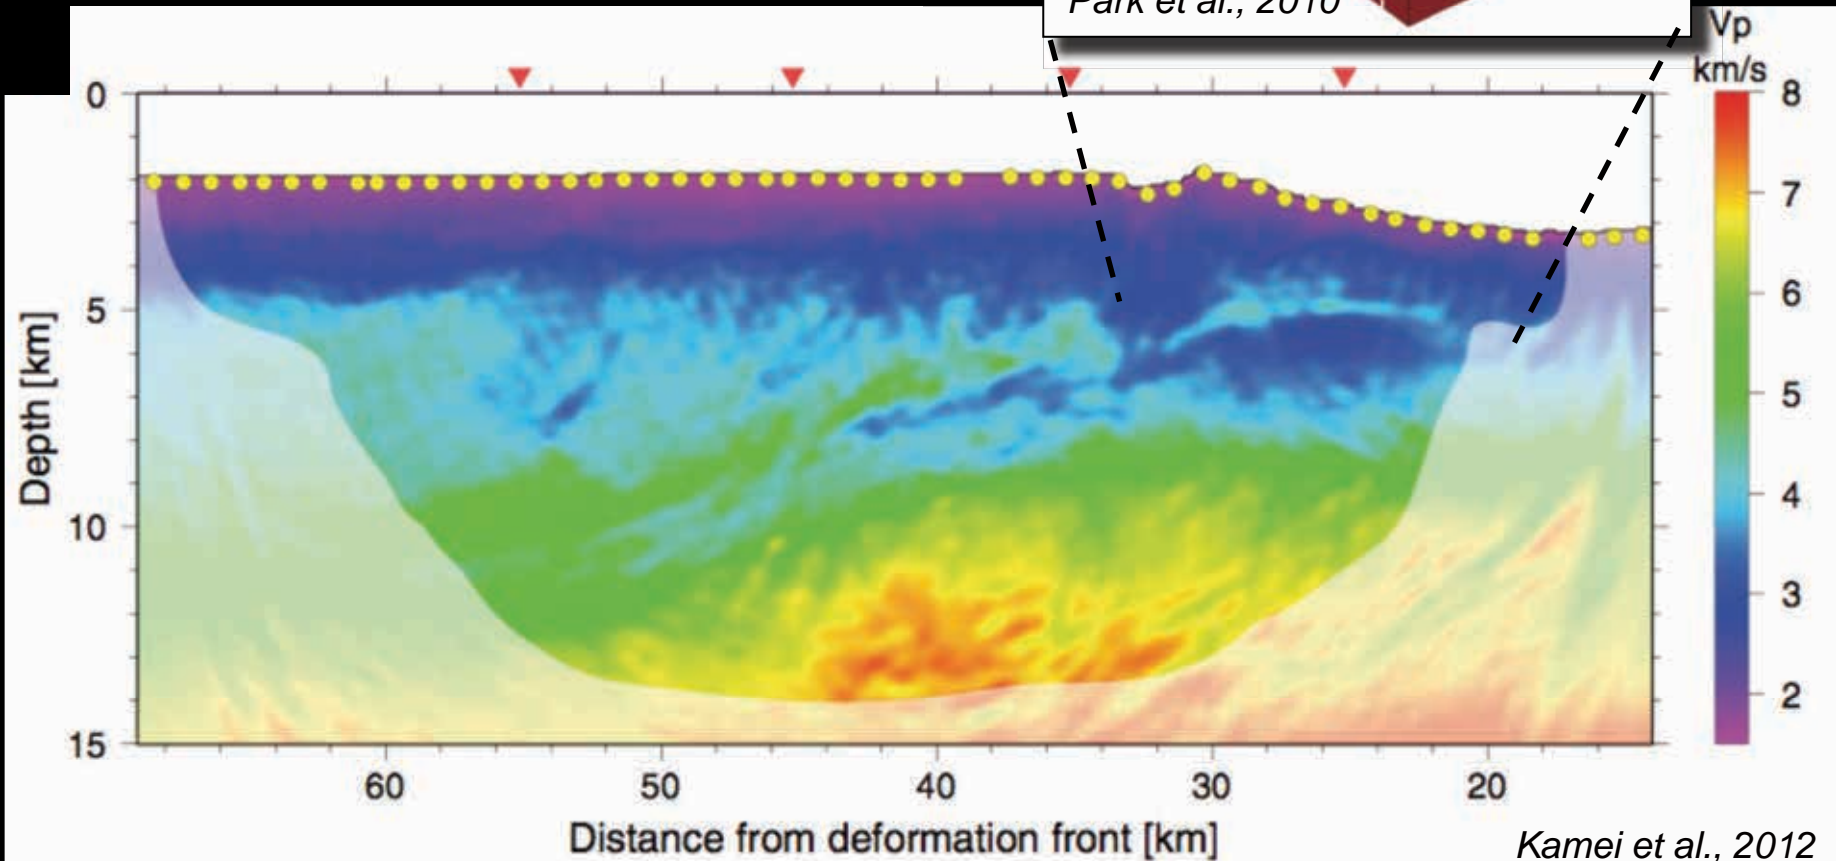 Park et al., 2010
Vp
km/s
0
5
10
15
Depth [km]
60
50
40
30
20
Distance from deformation front [km]
8
7
6
5
4
3
2
Kamei et al., 2012